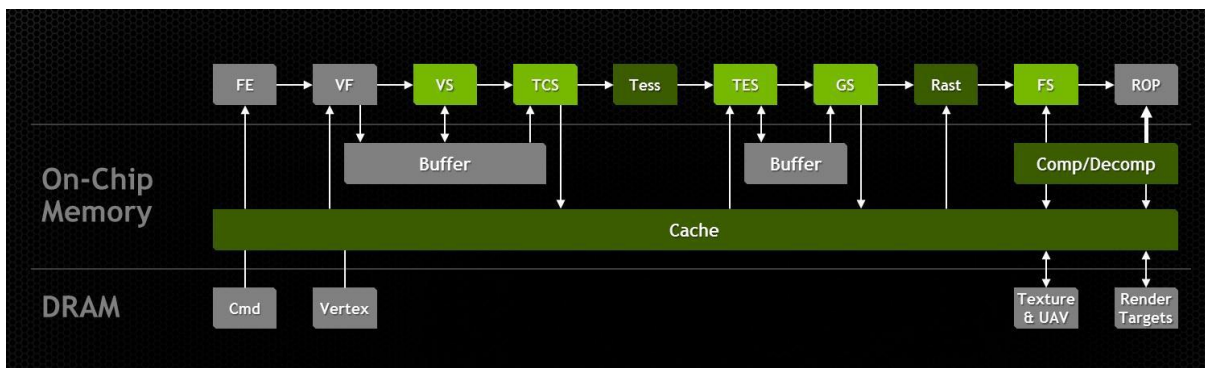 FE
VF
VS
TCS
Tess
TES
GS
Rast
FS
ROP
On-Chip
Memory
Buffer
Buffer
Comp/Decomp
Cache
DRAM
Cmd
Vertex
Texture
& UAV
Render
Targets